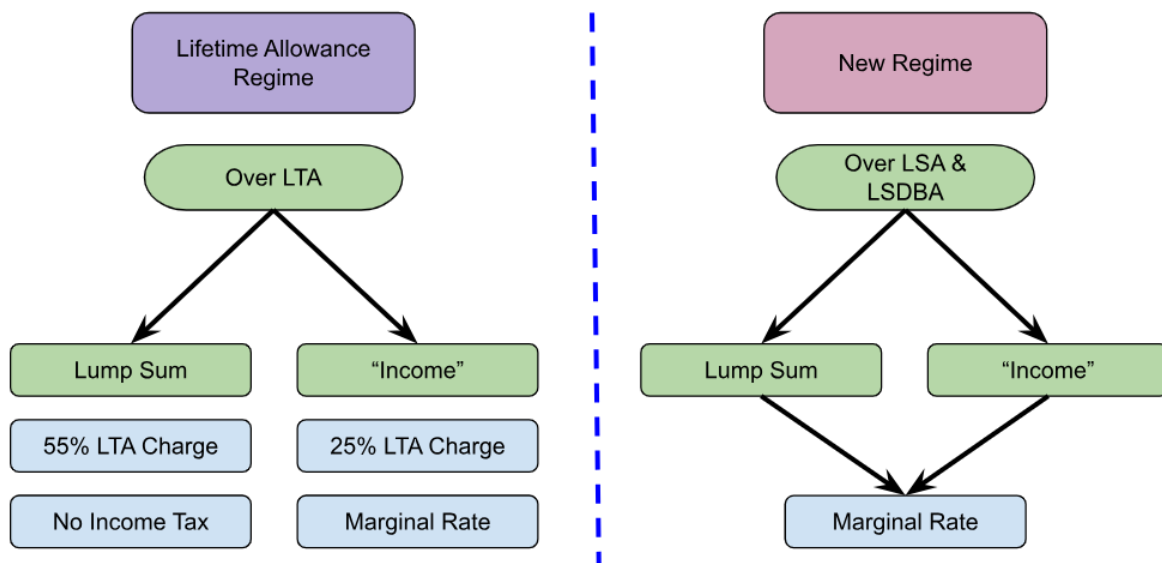 Lifetime Allowance
Regime
Over LTA
Lump Sum
“Income”
55% LTA Charge
25% LTA Charge
No Income Tax
Marginal Rate
New Regime
Over LSA &
LSDBA
Lump Sum
“Income”
Marginal Rate